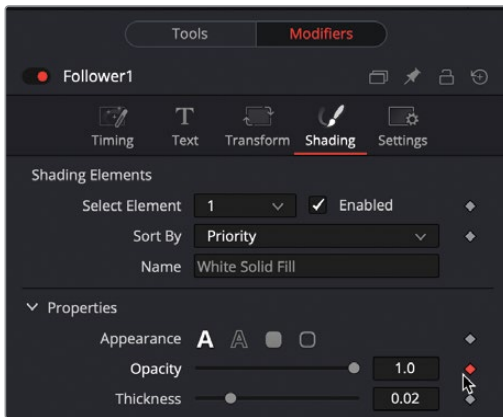 Tools Modifiers
Follower1
Timing Text Transform Shading Settings
Shading Elements
Select Element 1 Enabled
Sort By Priority
Name White Solid Fill
Properties
Appearance A A
Opacity 1.0
Thickness 0.02